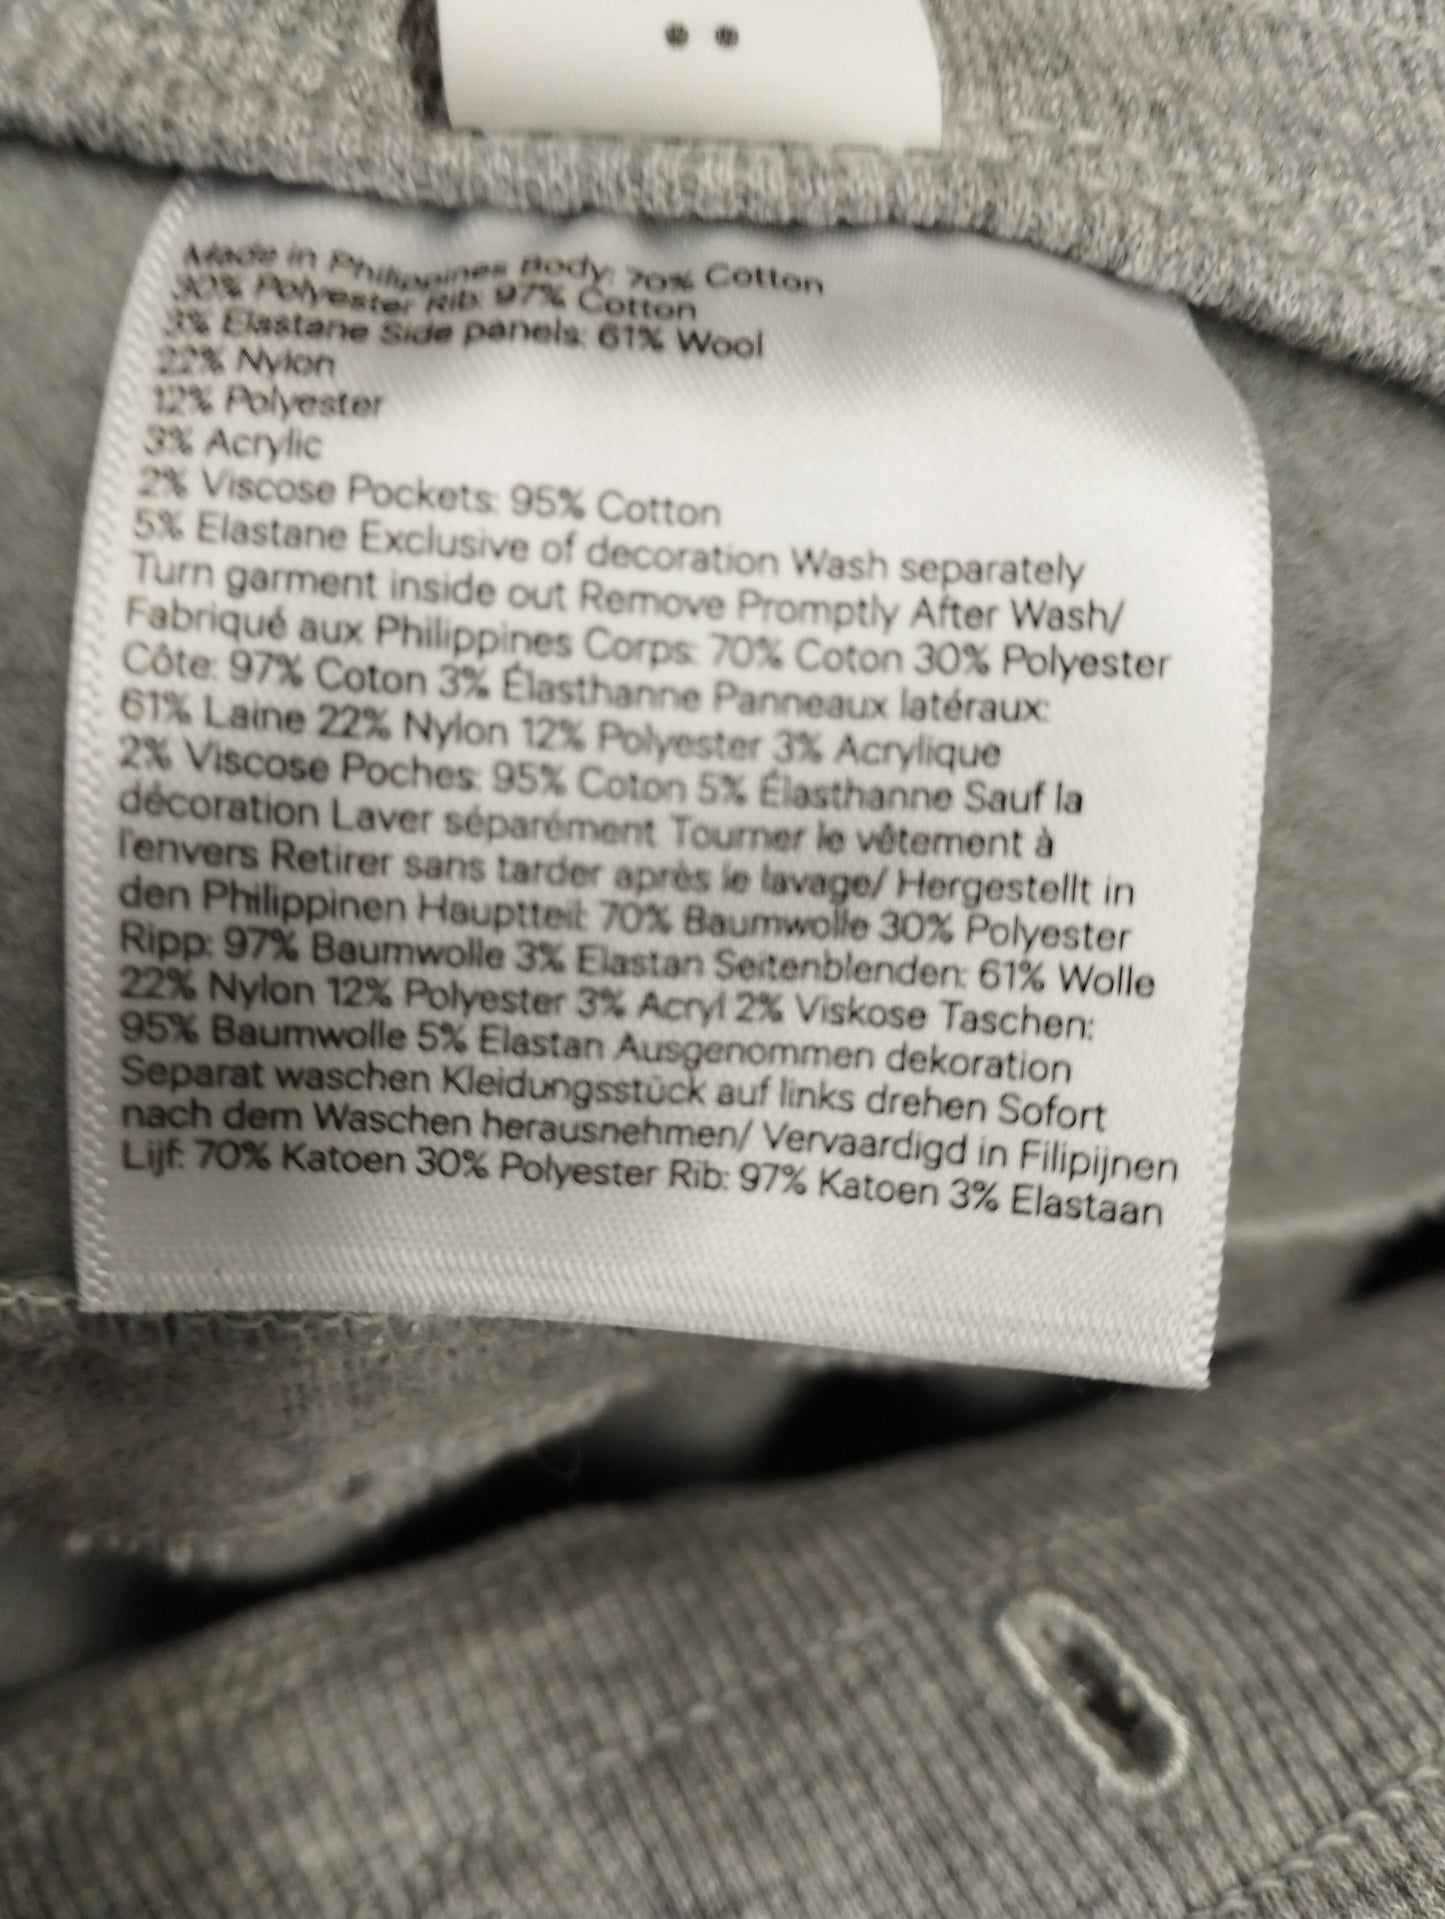 Made in Philippines Body: 70% Cotton
30% Polyester Rib: 97% Cotton
3% Elastane Side panels: 61% Wool
22% Nylon
12% Polyester
3% Acrylic
2% Viscose Pockets: 95% Cotton
5% Elastane Exclusive of decoration Wash separately
Turn garment inside out Remove Promptly After Wash/
Fabriqué aux Philippines Corps: 70% Coton 30% Polyester
Côte: 97% Coton 3% Élasthanne Panneaux latéraux:
61% Laine 22% Nylon 12% Polyester 3% Acrylique
2% Viscose Poches: 95% Coton 5% Élasthanne Sauf la
décoration Laver séparément Tourner le vêtement à
l'envers Retirer sans tarder après le lavage/ Hergestellt in
den Philippinen Hauptteil: 70% Baumwolle 30% Polyester
Ripp: 97% Baumwolle 3% Elastan Seitenblenden: 61% Wolle
22% Nylon 12% Polyester 3% Acryl 2% Viskose Taschen:
95% Baumwolle 5% Elastan Ausgenommen dekoration
Separat waschen Kleidungsstück auf links drehen Sofort
nach dem Waschen herausnehmen/ Vervaardigd in Filipijnen
Lijf: 70% Katoen 30% Polyester Rib: 97% Katoen 3% Elastaan